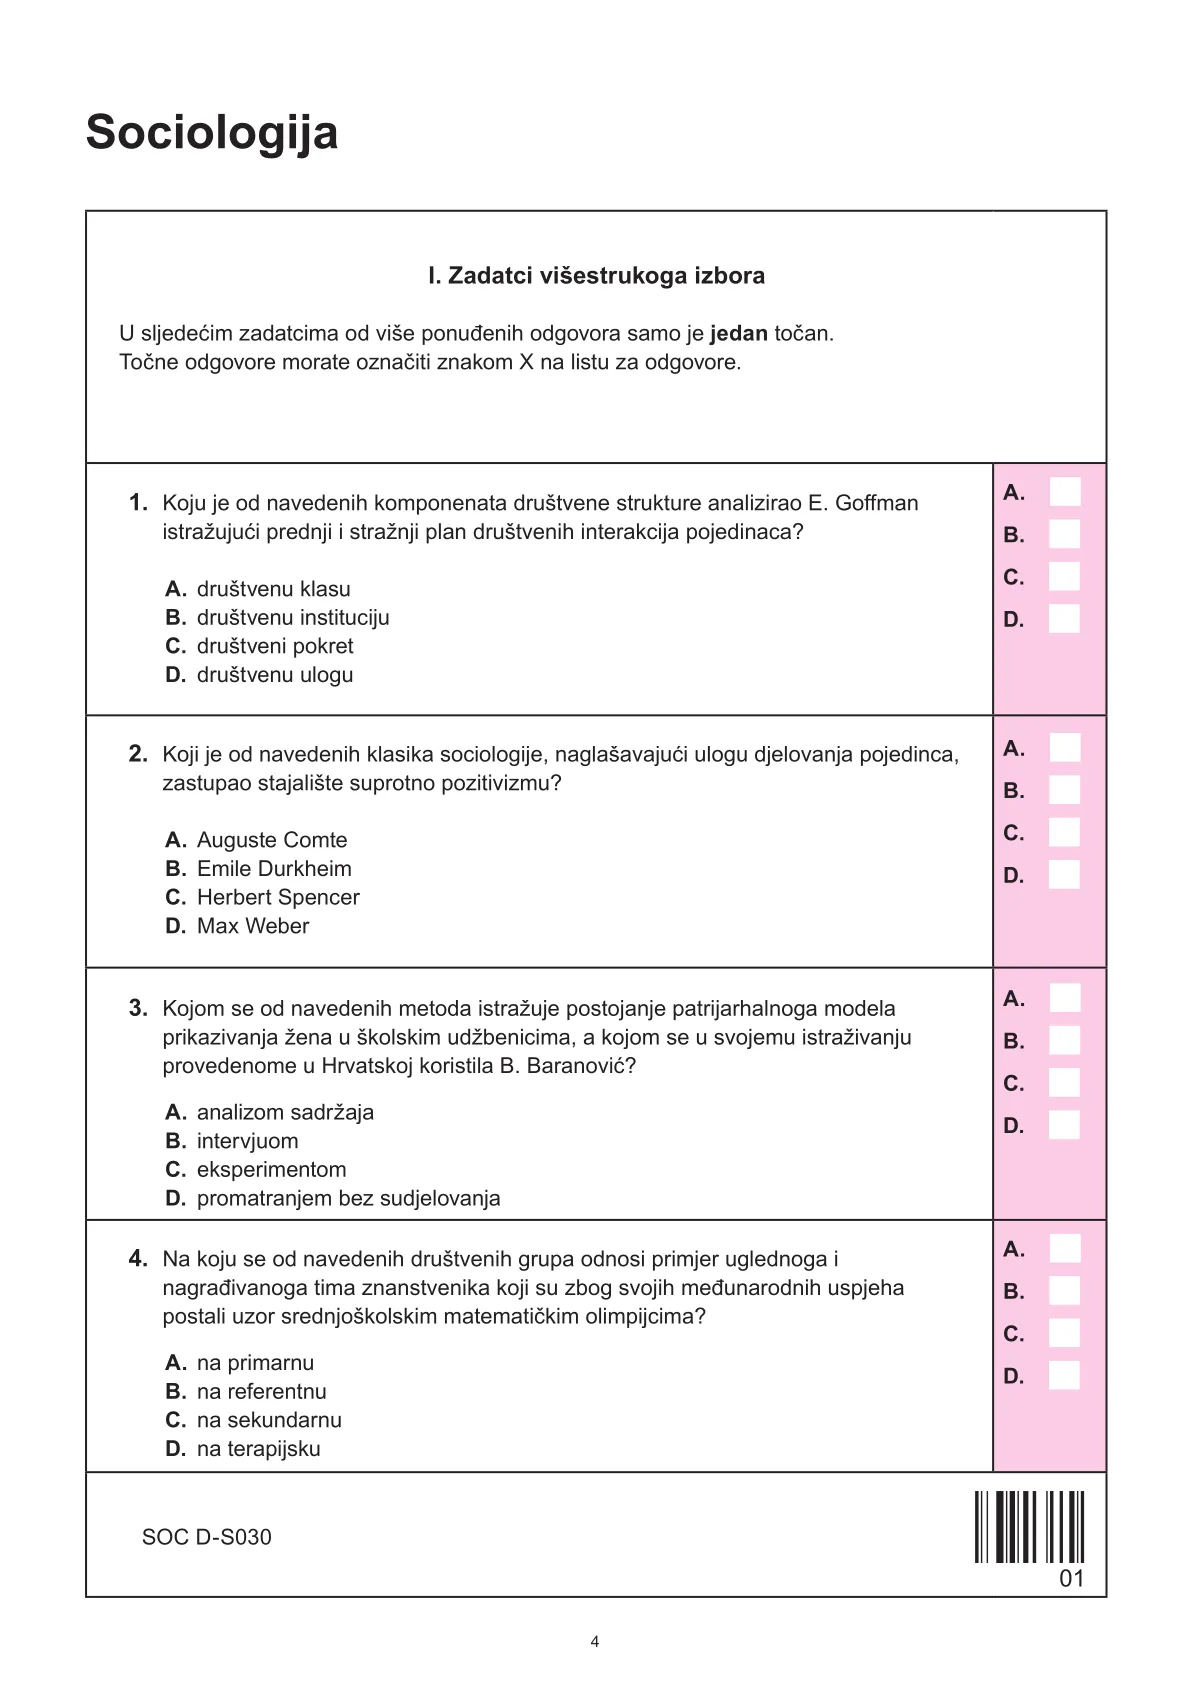 Sociologija
I. Zadatci višestrukoga izbora
U sljedećim zadatcima od više ponuđenih odgovora samo je jedan točan.
Točne odgovore morate označiti znakom X na listu za odgovore.
1. Koju je od navedenih komponenata društvene strukture analizirao E. Goffman
istražujući prednji i stražnji plan društvenih interakcija pojedinaca?
A. društvenu klasu
B. društvenu instituciju
C. društveni pokret
D. društvenu ulogu
A.
B.
C.
D.
2. Koji je od navedenih klasika sociologije, naglašavajući ulogu djelovanja pojedinca,
zastupao stajalište suprotno pozitivizmu?
A. Auguste Comte
B. Emile Durkheim
C. Herbert Spencer
D. Max Weber
A.
B.
C.
D.
3. Kojom se od navedenih metoda istražuje postojanje patrijarhalnoga modela
prikazivanja žena u školskim udžbenicima, a kojom se u svojemu istraživanju
provedenome u Hrvatskoj koristila B. Baranović?
A. analizom sadržaja
B. intervjuom
C. eksperimentom
D. promatranjem bez sudjelovanja
A.
B.
C.
D.
4. Na koju se od navedenih društvenih grupa odnosi primjer uglednoga i
nagrađivanoga tima znanstvenika koji su zbog svojih međunarodnih uspjeha
postali uzor srednjoškolskim matematičkim olimpijcima?
A. na primarnu
B. na referentnu
C. na sekundarnu
D. na terapijsku
A.
B.
C.
D.
SOC D-S030
01
4